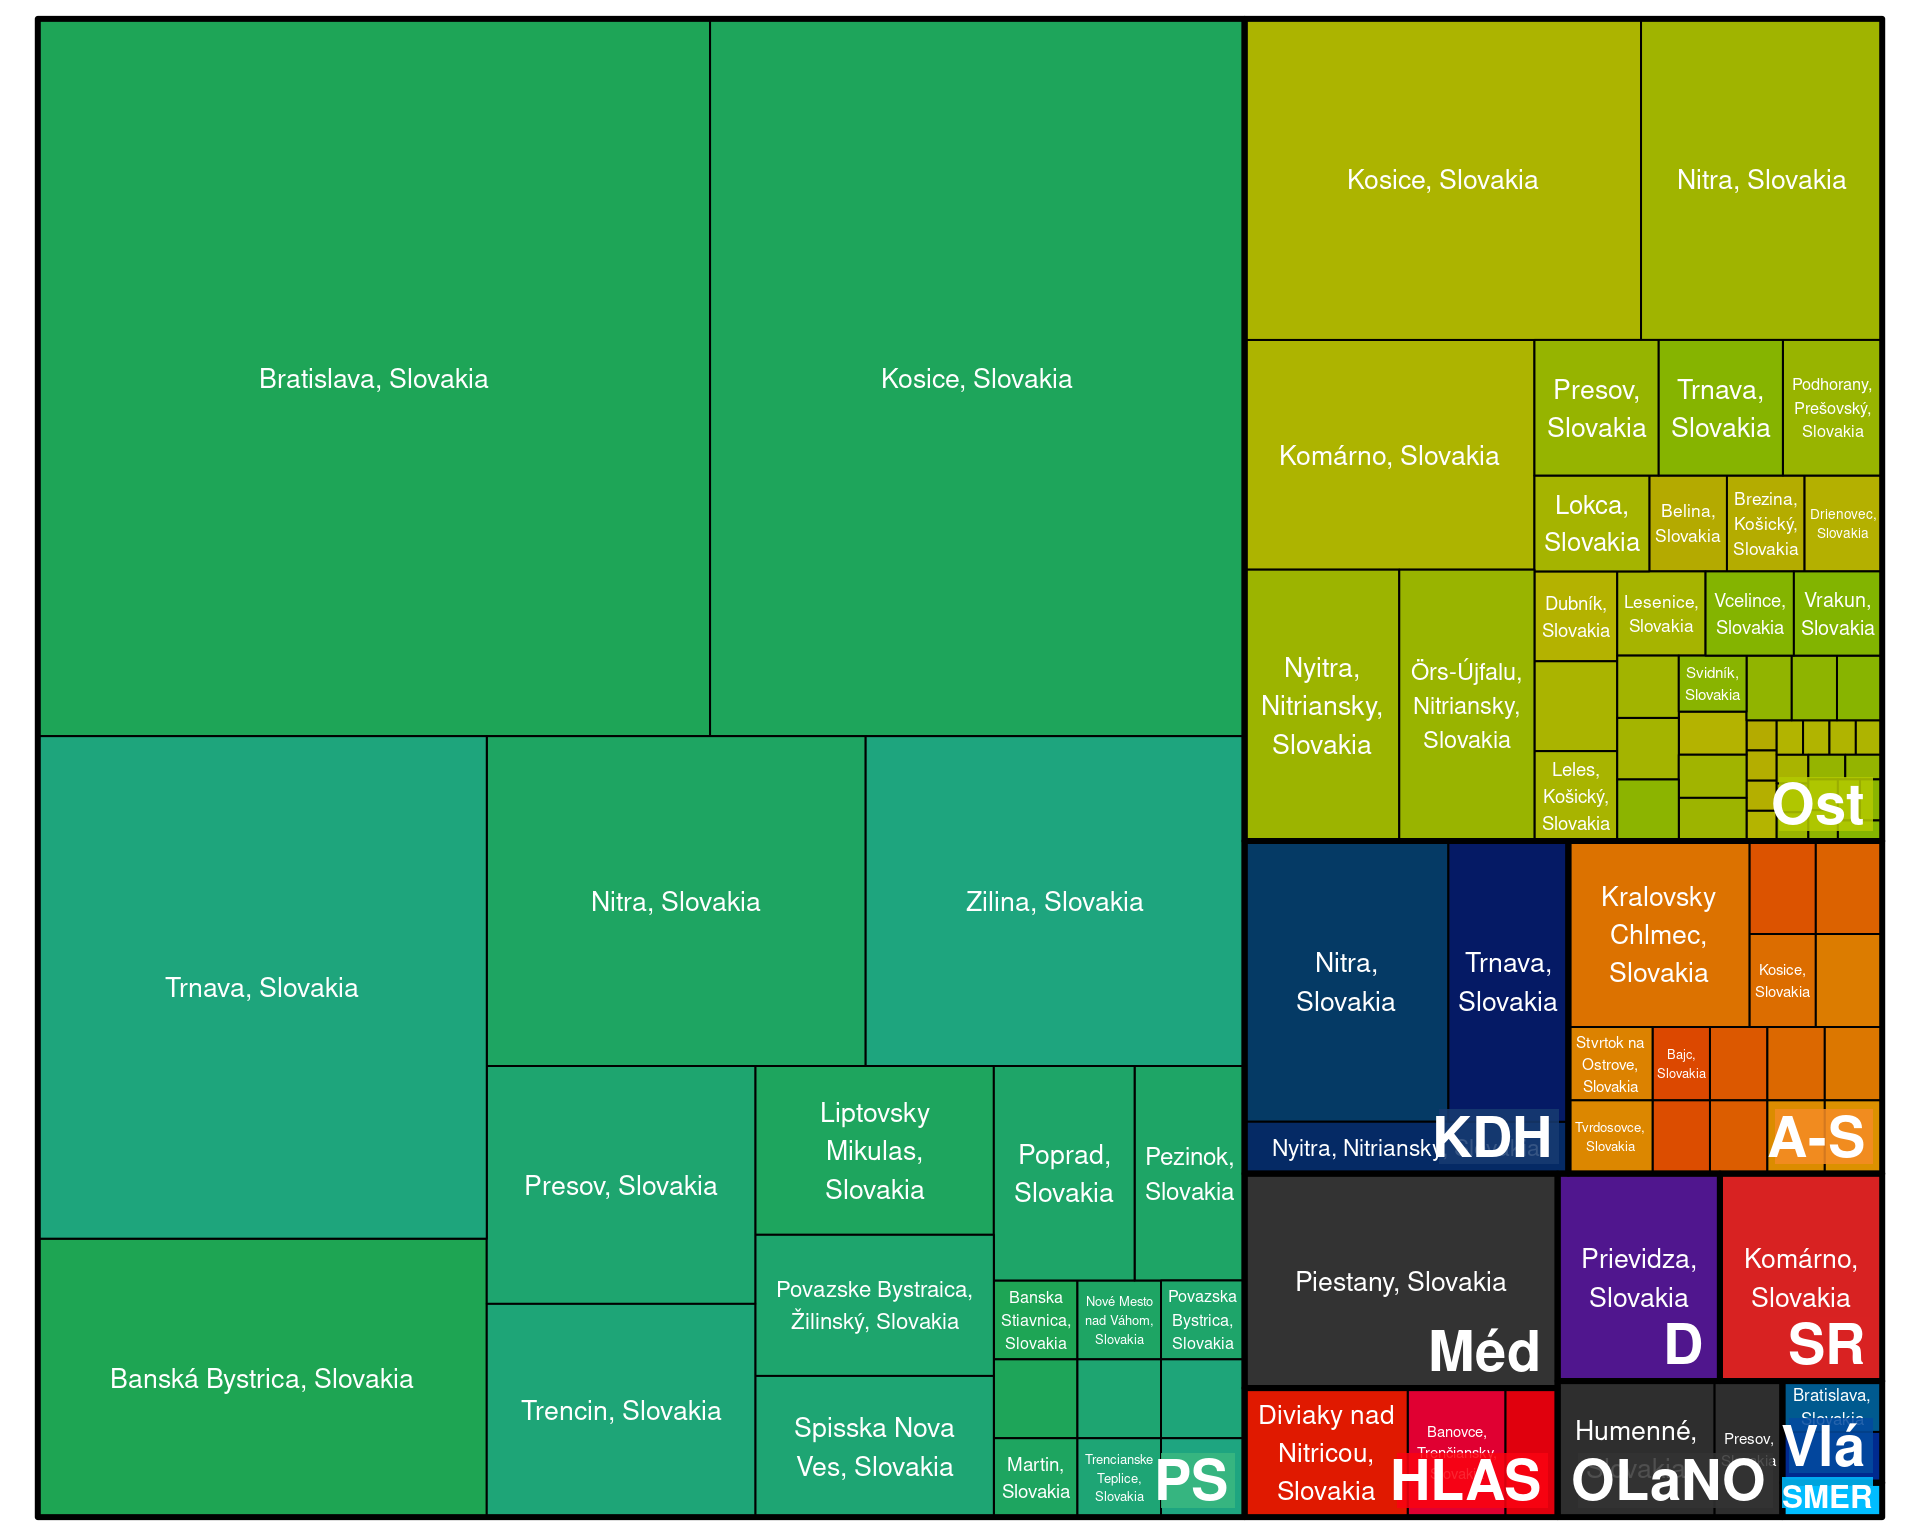 Bratislava, Slovakia
Kosice, Slovakia
Trnava, Slovakia
Nitra, Slovakia
Zilina, Slovakia
Banská Bystrica, Slovakia
Presov, Slovakia
Trencin, Slovakia
Liptovsky
Mikulas,
Slovakia
Povazske Bystraica,
Žilinský, Slovakia
Spisska Nova
Ves, Slovakia
Poprad,
Slovakia
Pezinok,
Slovakia
Banska
Stiavnica,
Slovakia
Nové Mesto
nad Váhom,
Slovakia
Povazska
Bystrica,
Slovakia
Martin,
Slovakia
Trencianske
Teplice,
Slovakia
PS
Kosice, Slovakia
Nitra, Slovakia
Komárno, Slovakia
Presov,
Slovakia
Trnava,
Slovakia
Podhorany,
Prešovský,
Slovakia
Lokca,
Slovakia
Belina,
Slovakia
Brezina,
Košický,
Slovakia
Drienovec,
Slovakia
Nyitra,
Nitriansky,
Slovakia
Örs-Újfalu,
Nitriansky,
Slovakia
Dubník,
Slovakia
Lesenice,
Slovakia
Vcelince,
Slovakia
Vrakun,
Slovakia
Svidník,
Slovakia
Leles,
Košický,
Slovakia
Ost
Nitra,
Slovakia
Trnava,
Slovakia
Nyitra, Nitriansky, Slovakia
KDH
Kralovsky
Chlmec,
Slovakia
Kosice,
Slovakia
Stvrtok na
Ostrove,
Slovakia
Bajc,
Slovakia
Tvrdosovce,
Slovakia
A-S
Piestany, Slovakia
Méd
Prievidza,
Slovakia
D
Komárno,
Slovakia
SR
Diviaky nad
Nitricou,
Slovakia
Banovce,
Trenčiansky,
Slovakia
HLAS
Humenné,
Slovakia
Presov,
Slovakia
OLaNO
Bratislava,
Slovakia
Vlá
SMER